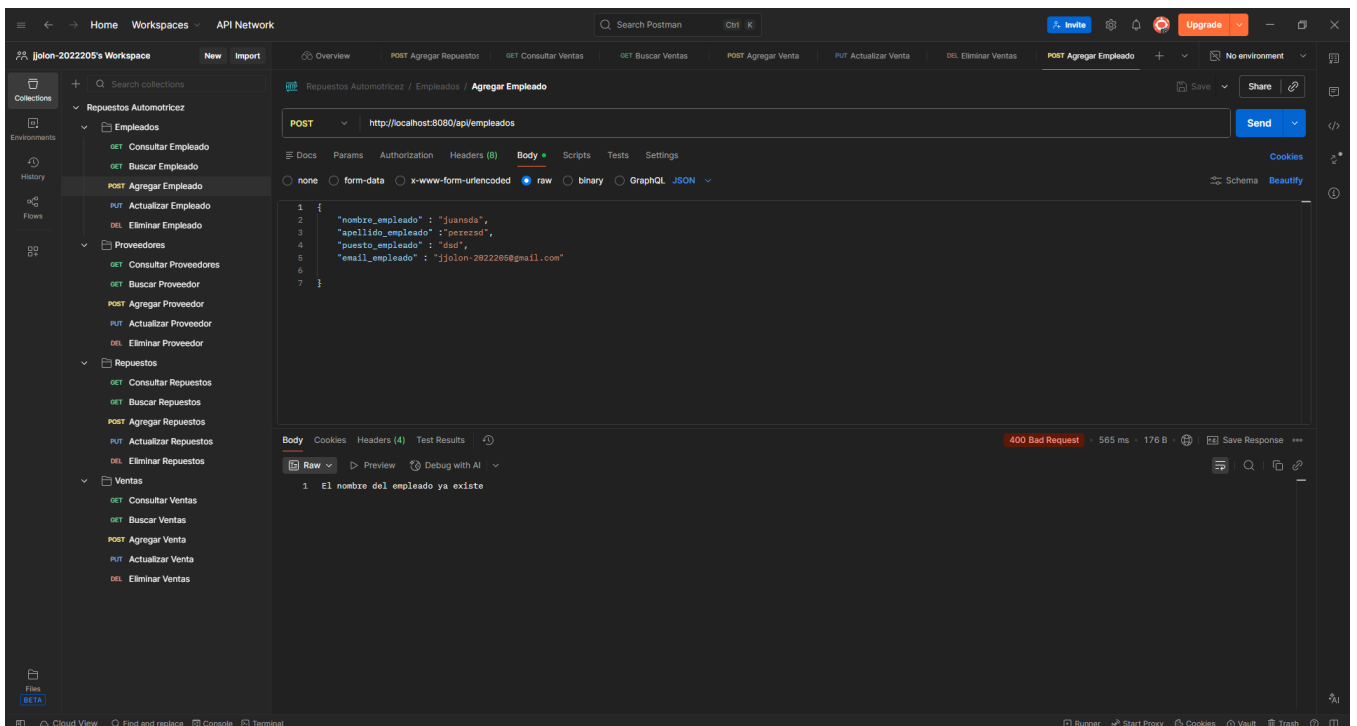 Home Workspaces API Network Search Postman Ctrl K Invite Upgrade
jjolon-2022205's Workspace New Import Overview POST Agregar Repuestos GET Consultar Ventas GET Buscar Ventas POST Agregar Venta PUT Actualizar Venta DEL Eliminar Ventas POST Agregar Empleado No environment
Collections
Environments
History
Flows
Files
BETA
Search collections
Repuestos Automotricez
Empleados
GET Consultar Empleado
GET Buscar Empleado
POST Agregar Empleado
PUT Actualizar Empleado
DEL Eliminar Empleado
Proveedores
GET Consultar Proveedores
GET Buscar Proveedor
POST Agregar Proveedor
PUT Actualizar Proveedor
DEL Eliminar Proveedor
Repuestos
GET Consultar Repuestos
GET Buscar Repuestos
POST Agregar Repuestos
PUT Actualizar Repuestos
DEL Eliminar Repuestos
Ventas
GET Consultar Ventas
GET Buscar Ventas
POST Agregar Venta
PUT Actualizar Venta
DEL Eliminar Ventas
HTTP Repuestos Automotricez / Empleados / Agregar Empleado Save Share
POST http://localhost:8080/api/empleados Send
Docs Params Authorization Headers (8) Body Scripts Tests Settings Cookies
none form-data x-www-form-urlencoded raw binary GraphQL JSON Schema Beautify
1 {
2 "nombre_empleado" : "juansda",
3 "apellido_empleado" :"perezsd",
4 "puesto_empleado" : "dsd",
5 "email_empleado" : "jjolon-2022205@gmail.com"
6
7 }
Body Cookies Headers (4) Test Results 400 Bad Request 565 ms 176 B Save Response
Raw Preview Debug with AI
1 El nombre del empleado ya existe
AI
Cloud View Find and replace Console Terminal Runner Start Proxy Cookies Vault Trash